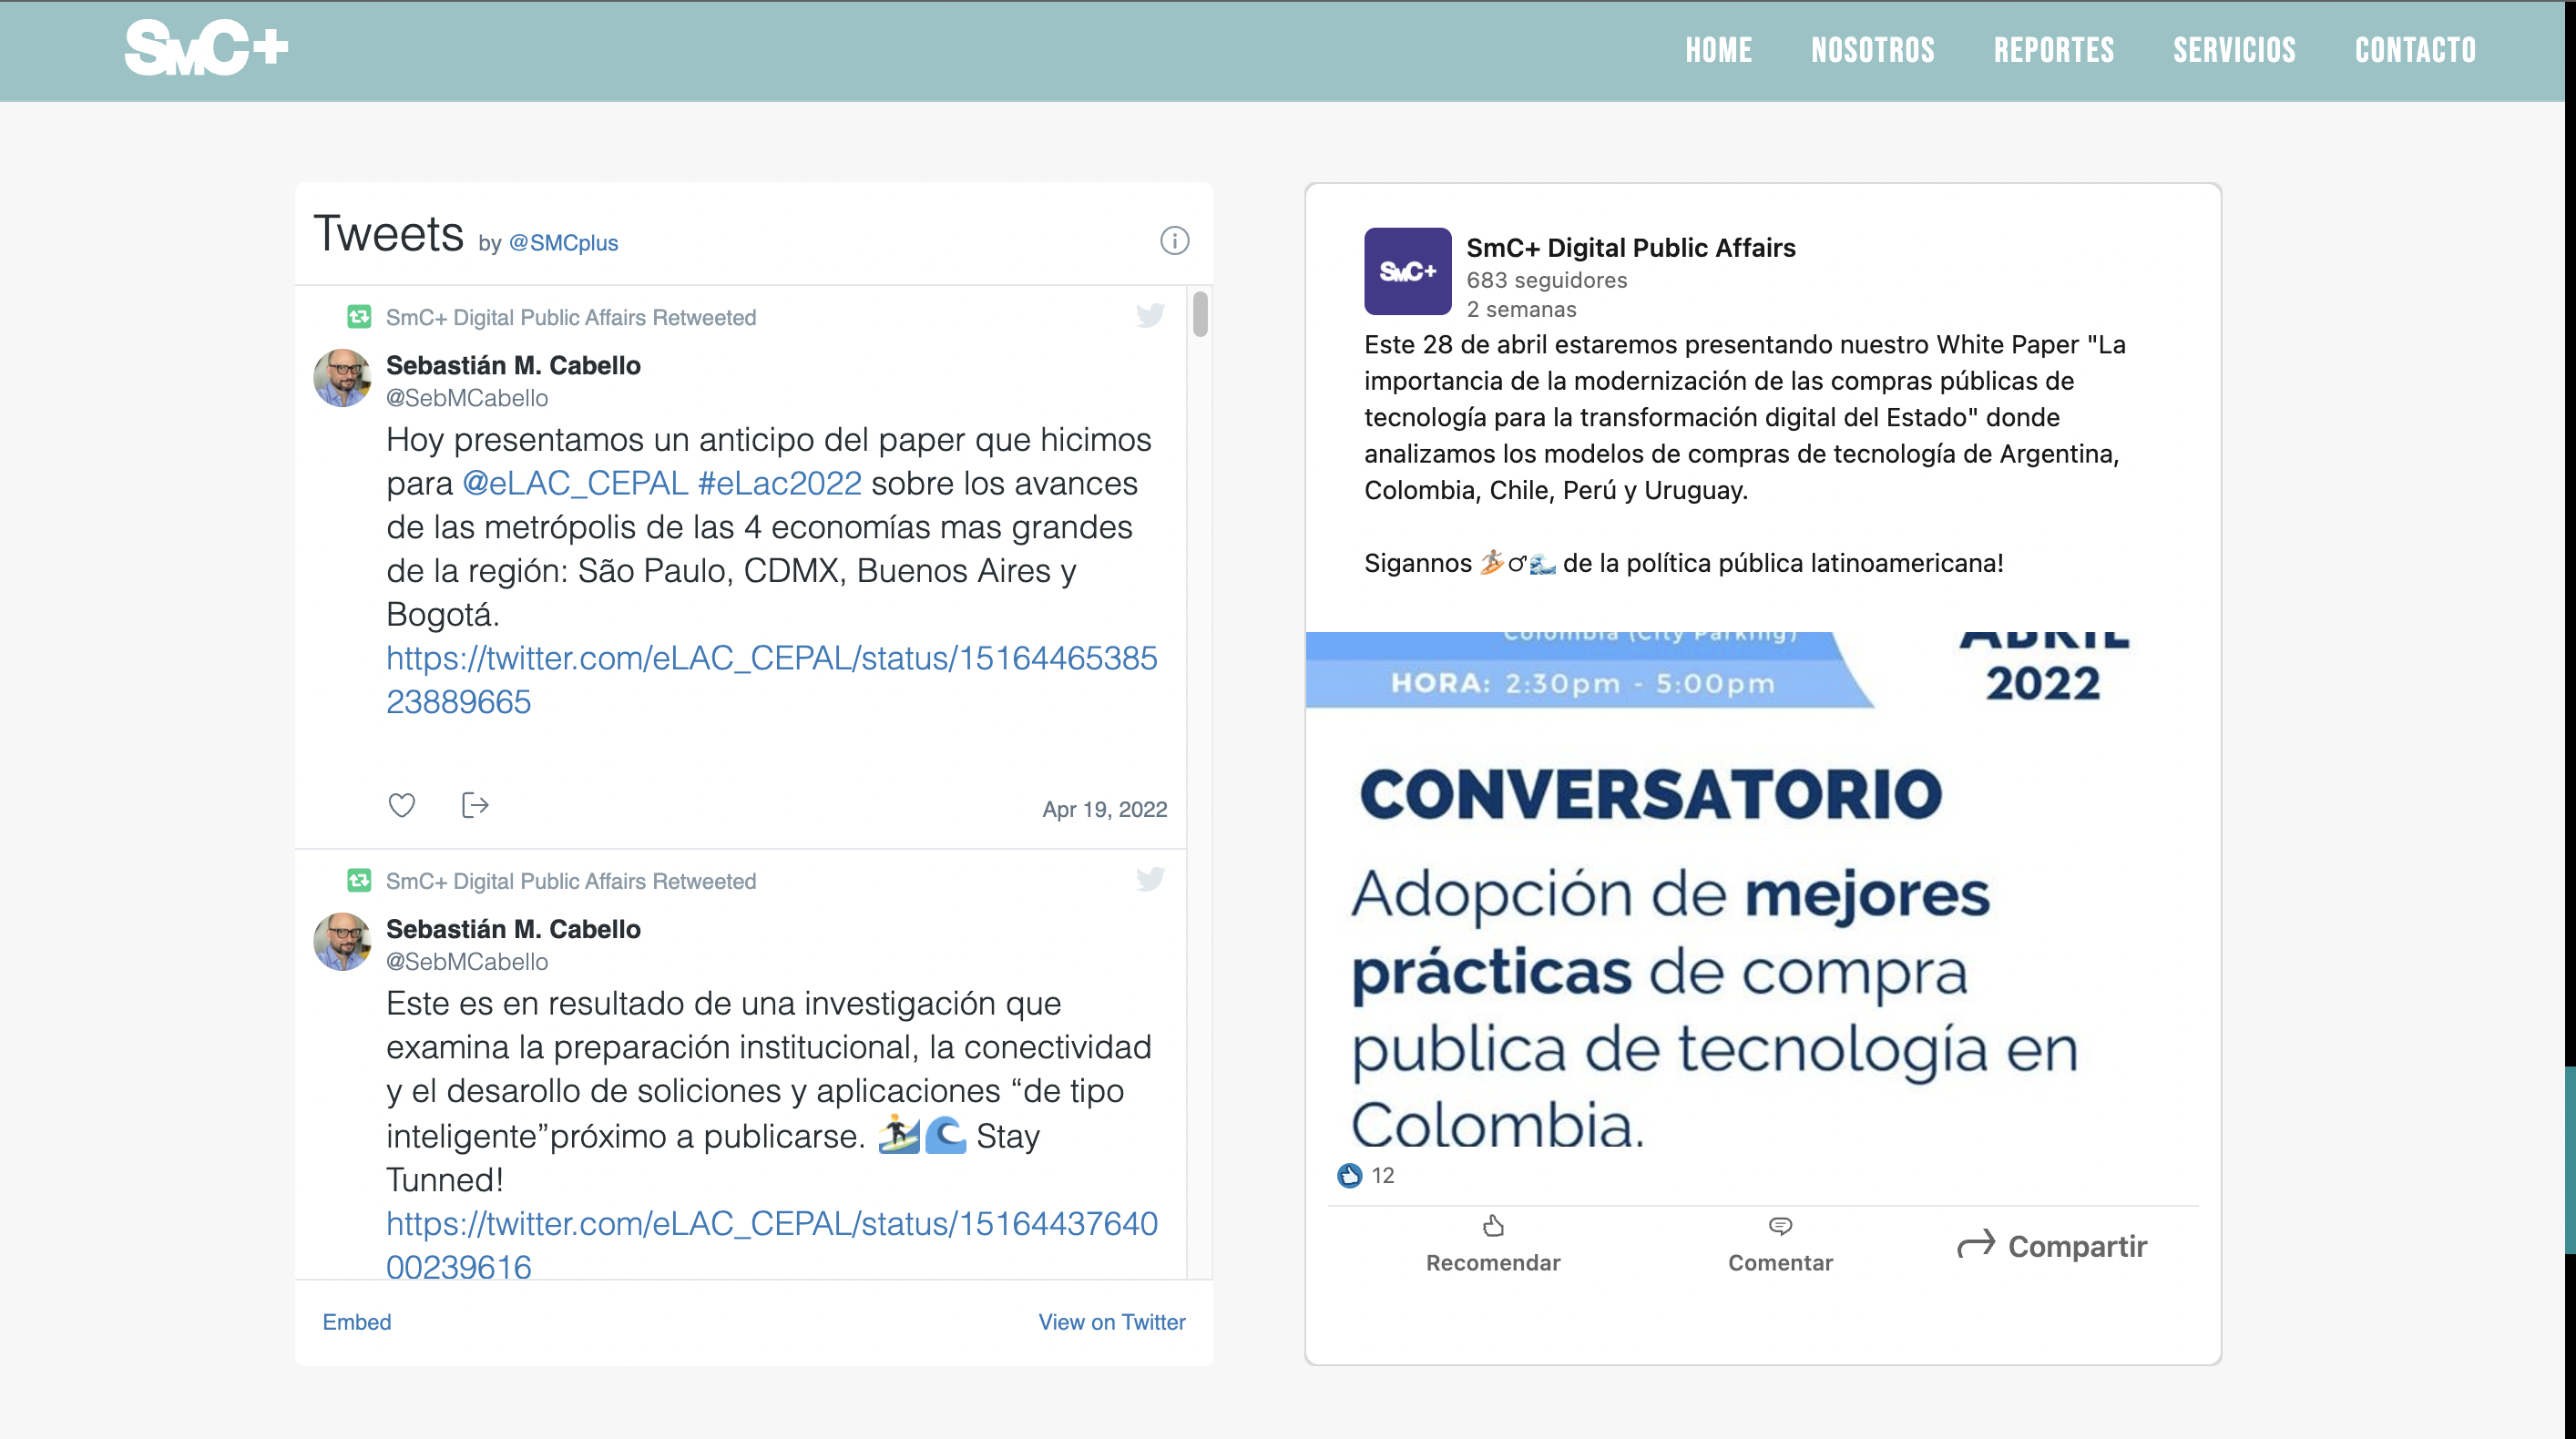 SMC+
HOME NOSOTROS REPORTES SERVICIOS CONTACTO
Tweets by @SMCplus
SmC+ Digital Public Affairs Retweeted
Sebastián M. Cabello
@SebMCabello
Hoy presentamos un anticipo del paper que hicimos
para @eLAC_CEPAL #eLac2022 sobre los avances
de las metrópolis de las 4 economías mas grandes
de la región: São Paulo, CDMX, Buenos Aires y
Bogotá.
https://twitter.com/eLAC_CEPAL/status/15164465385
23889665
Apr 19, 2022
SmC+ Digital Public Affairs Retweeted
Sebastián M. Cabello
@SebMCabello
Este es en resultado de una investigación que
examina la preparación institucional, la conectividad
y el desarollo de soliciones y aplicaciones “de tipo
inteligente”próximo a publicarse. 🏄🌊 Stay
Tunned!
https://twitter.com/eLAC_CEPAL/status/15164437640
00239616
Embed
View on Twitter
SMC+
SmC+ Digital Public Affairs
683 seguidores
2 semanas
Este 28 de abril estaremos presentando nuestro White Paper "La
importancia de la modernización de las compras públicas de
tecnología para la transformación digital del Estado" donde
analizamos los modelos de compras de tecnología de Argentina,
Colombia, Chile, Perú y Uruguay.
Sigannos 🏄🏽♂🌊 de la política pública latinoamericana!
Colombia (City Parking)
HORA: 2:30pm - 5:00pm
ABRIL
2022
CONVERSATORIO
Adopción de mejores
prácticas de compra
publica de tecnología en
Colombia.
12
Recomendar
Comentar
Compartir